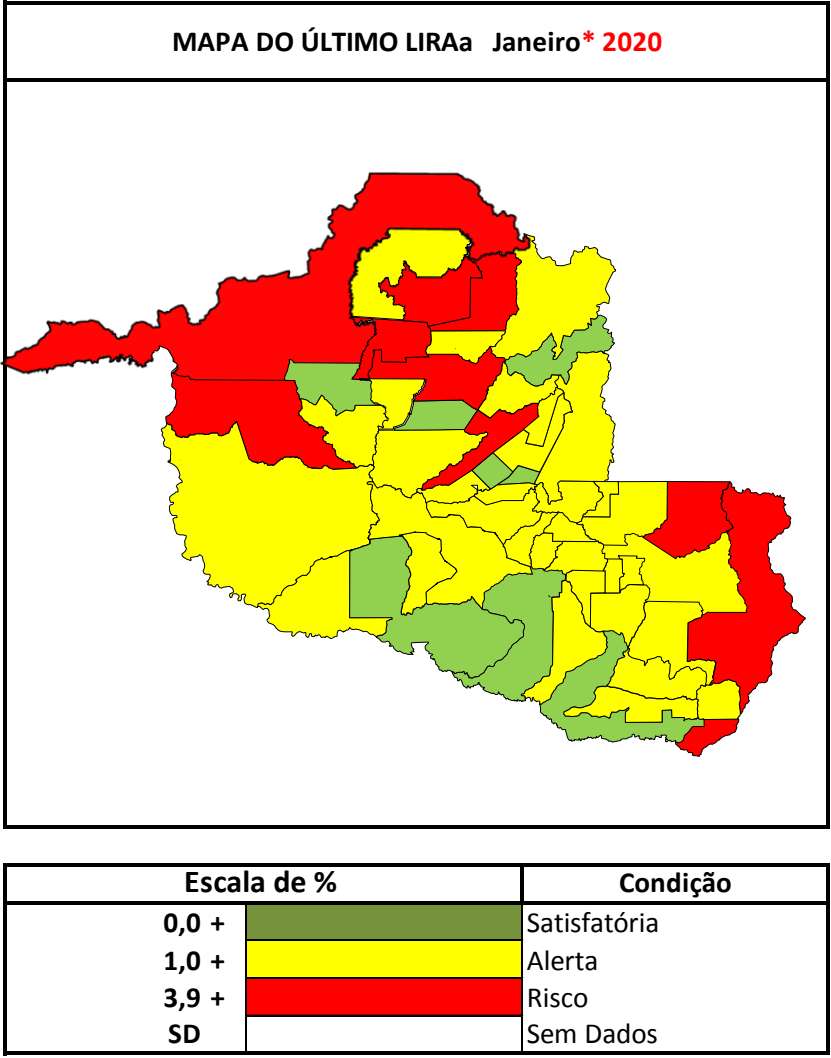 MAPA DO ÚLTIMO LIRAa Janeiro* 2020
Escala de % Condição
0,0 + Satisfatória
1,0 + Alerta
3,9 + Risco
SD Sem Dados